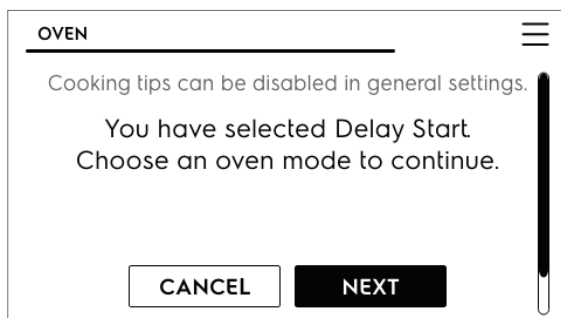 OVEN
Cooking tips can be disabled in general settings.
You have selected Delay Start.
Choose an oven mode to continue.
CANCEL
NEXT